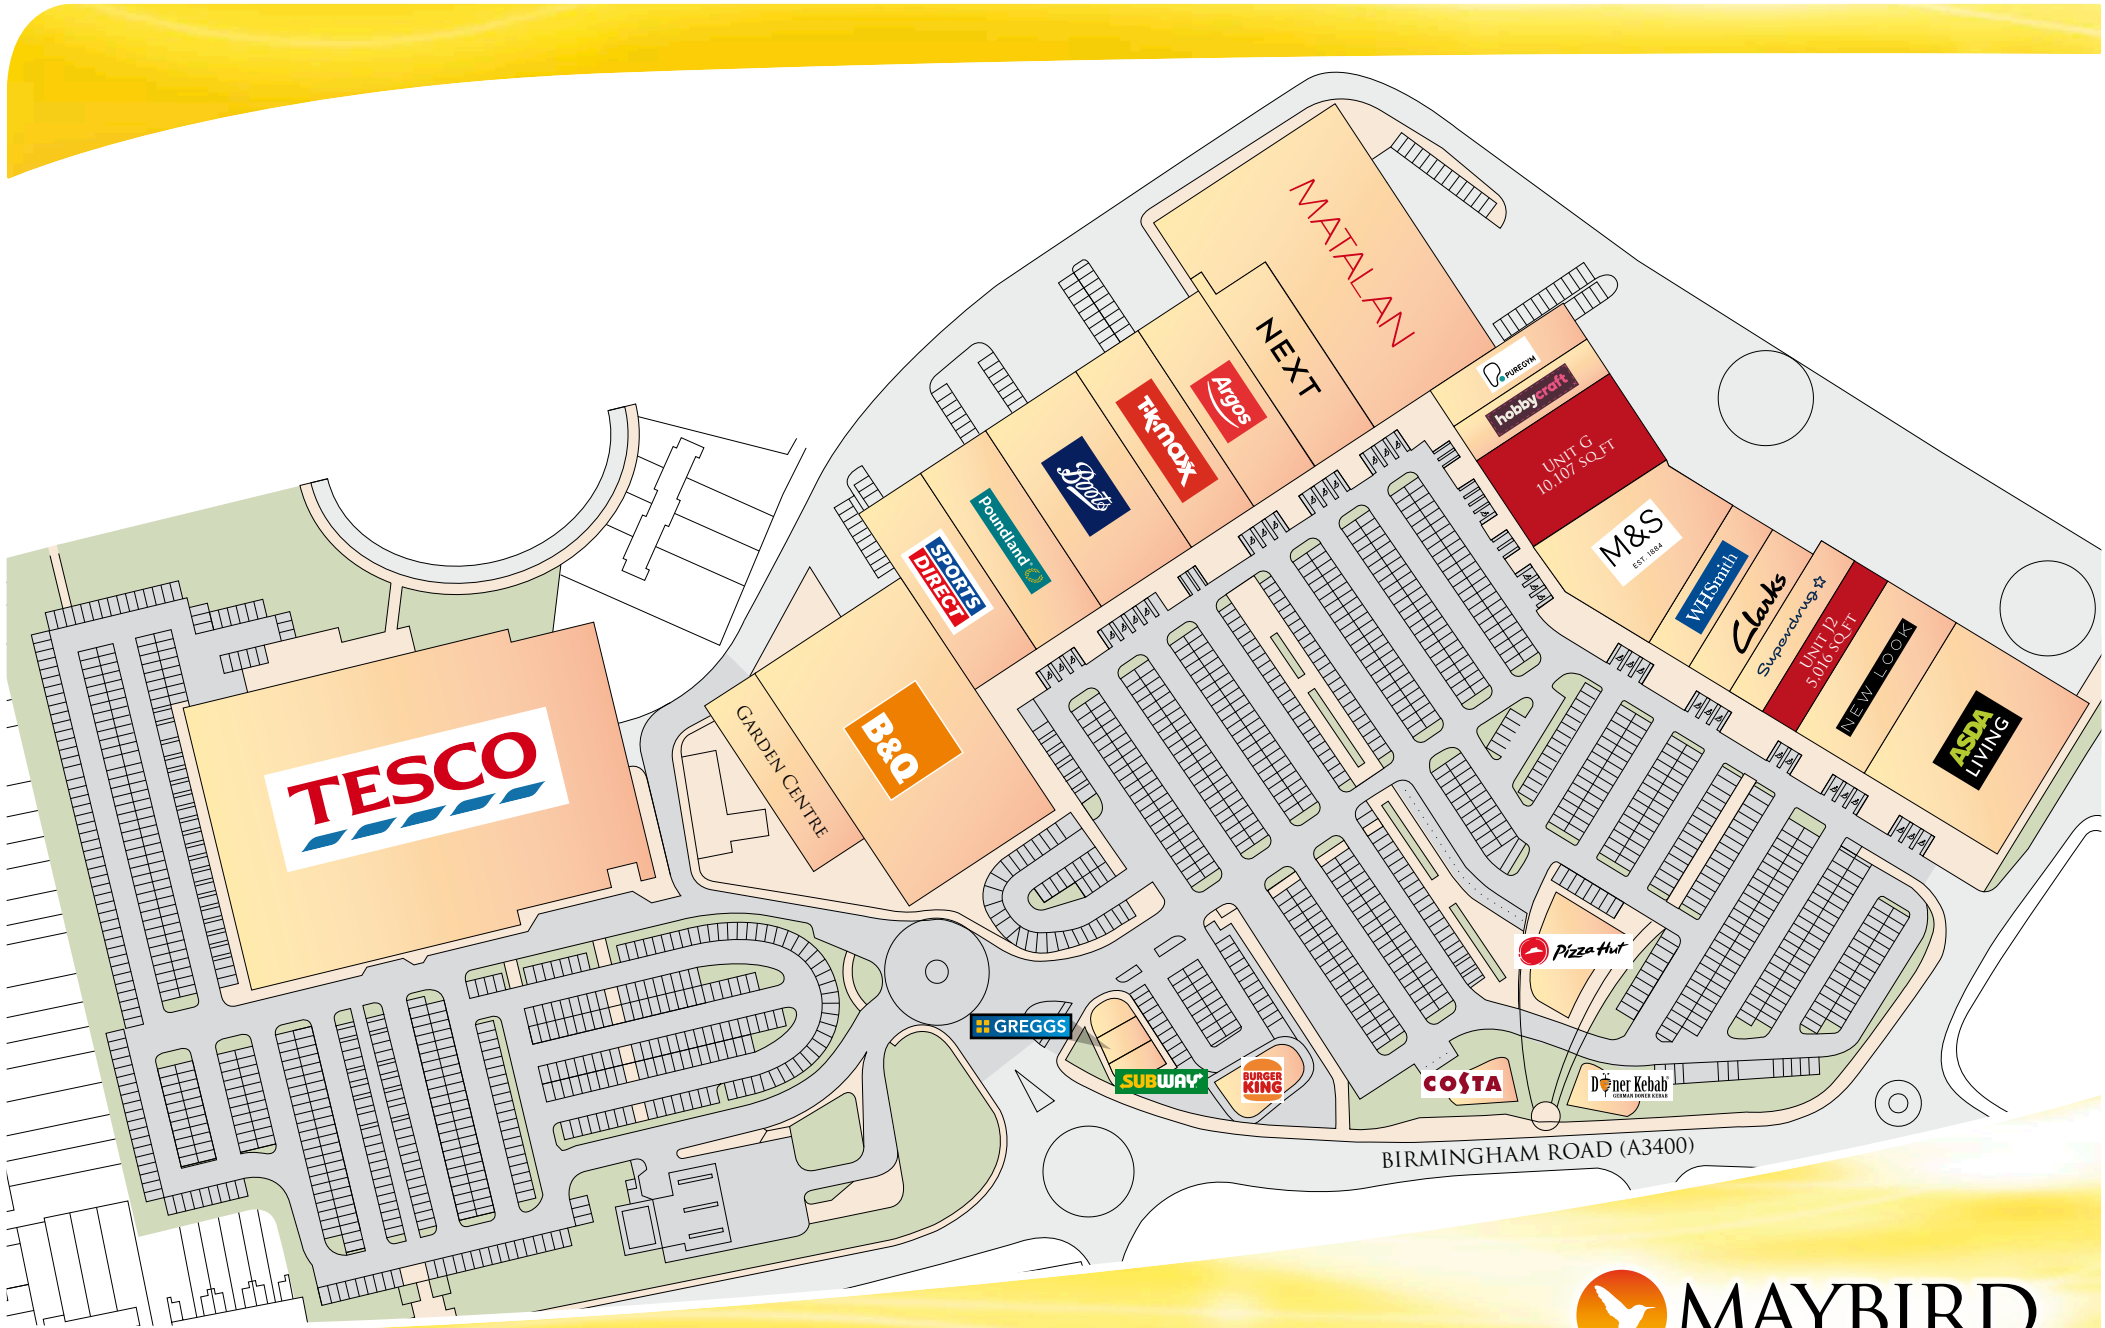 MATALAN
NEXT
Argos
T·K·maxx
Boots
Poundland
SPORTS
DIRECT
B&Q
GARDEN CENTRE
TESCO
PUREGYM
hobbycraft
UNIT G
10,107 SQ FT
M&S
EST. 1884
WHSmith
Clarks
Superdrug
UNIT J2
5,016 SQ FT
NEW LOOK
ASDA
LIVING
Pizza Hut
GREGGS
SUBWAY
BURGER
KING
COSTA
Döner Kebab
GERMAN DONER KEBAB
BIRMINGHAM ROAD (A3400)
MAYBIRD